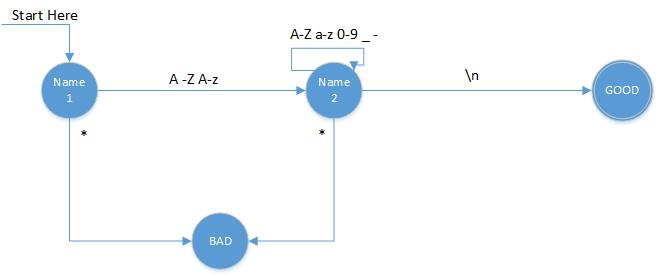 Start Here
A-Z a-z 0-9 _ -
Name
1
A -Z A-z
Name
2
\n
GOOD
*
*
BAD